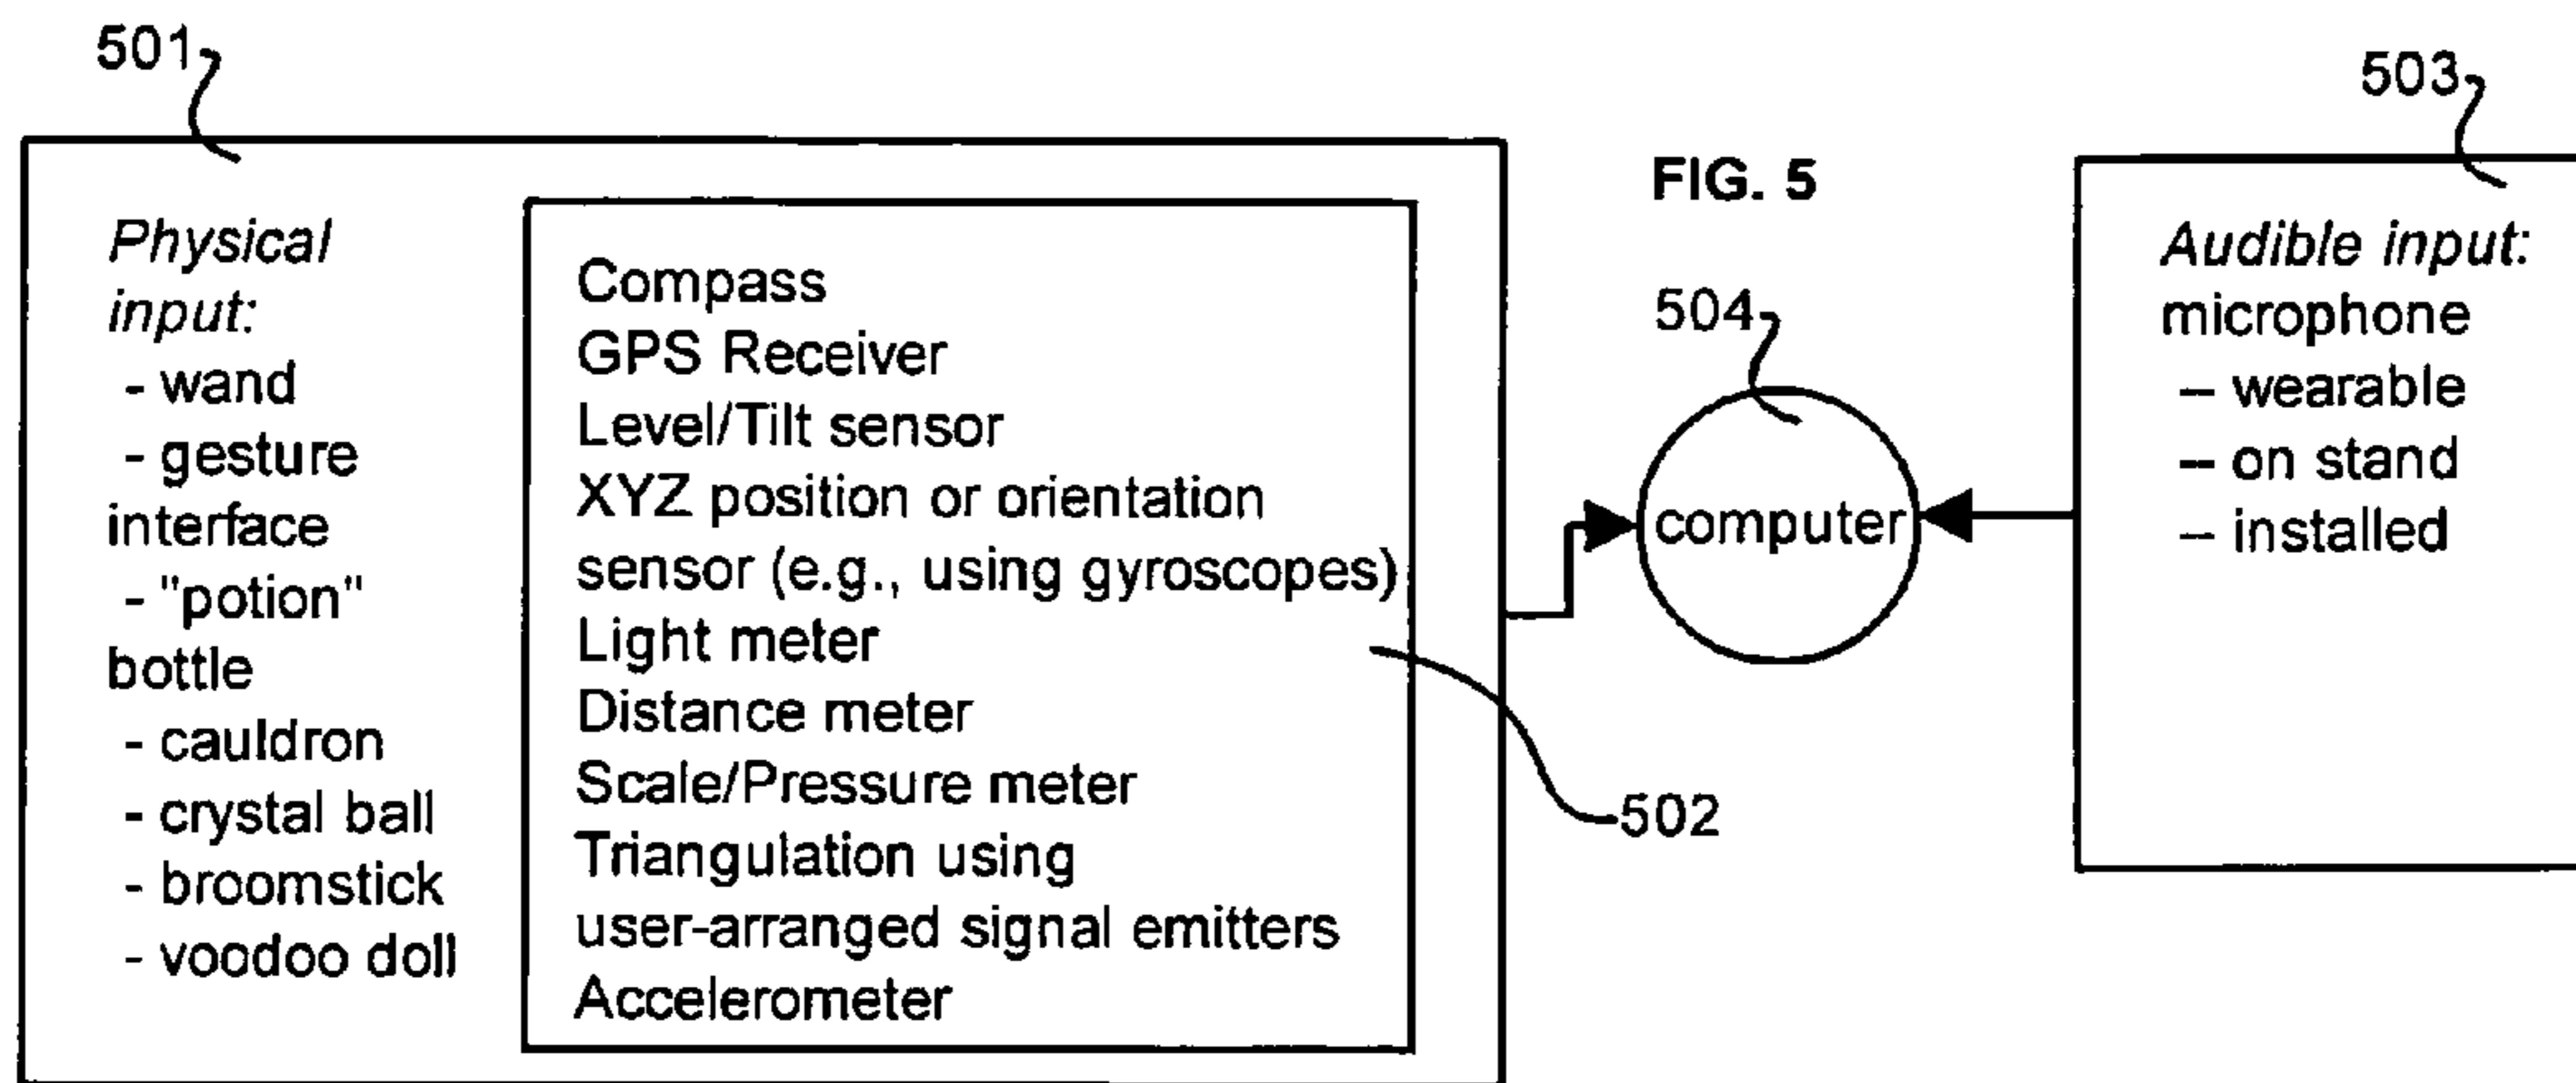 501
Physical
input:
- wand
- gesture
interface
- "potion"
bottle
- cauldron
- crystal ball
- broomstick
- voodoo doll
Compass
GPS Receiver
Level/Tilt sensor
XYZ position or orientation
sensor (e.g., using gyroscopes)
Light meter
Distance meter
Scale/Pressure meter
Triangulation using
user-arranged signal emitters
Accelerometer
502
FIG. 5
504
computer
503
Audible input:
microphone
-- wearable
-- on stand
-- installed